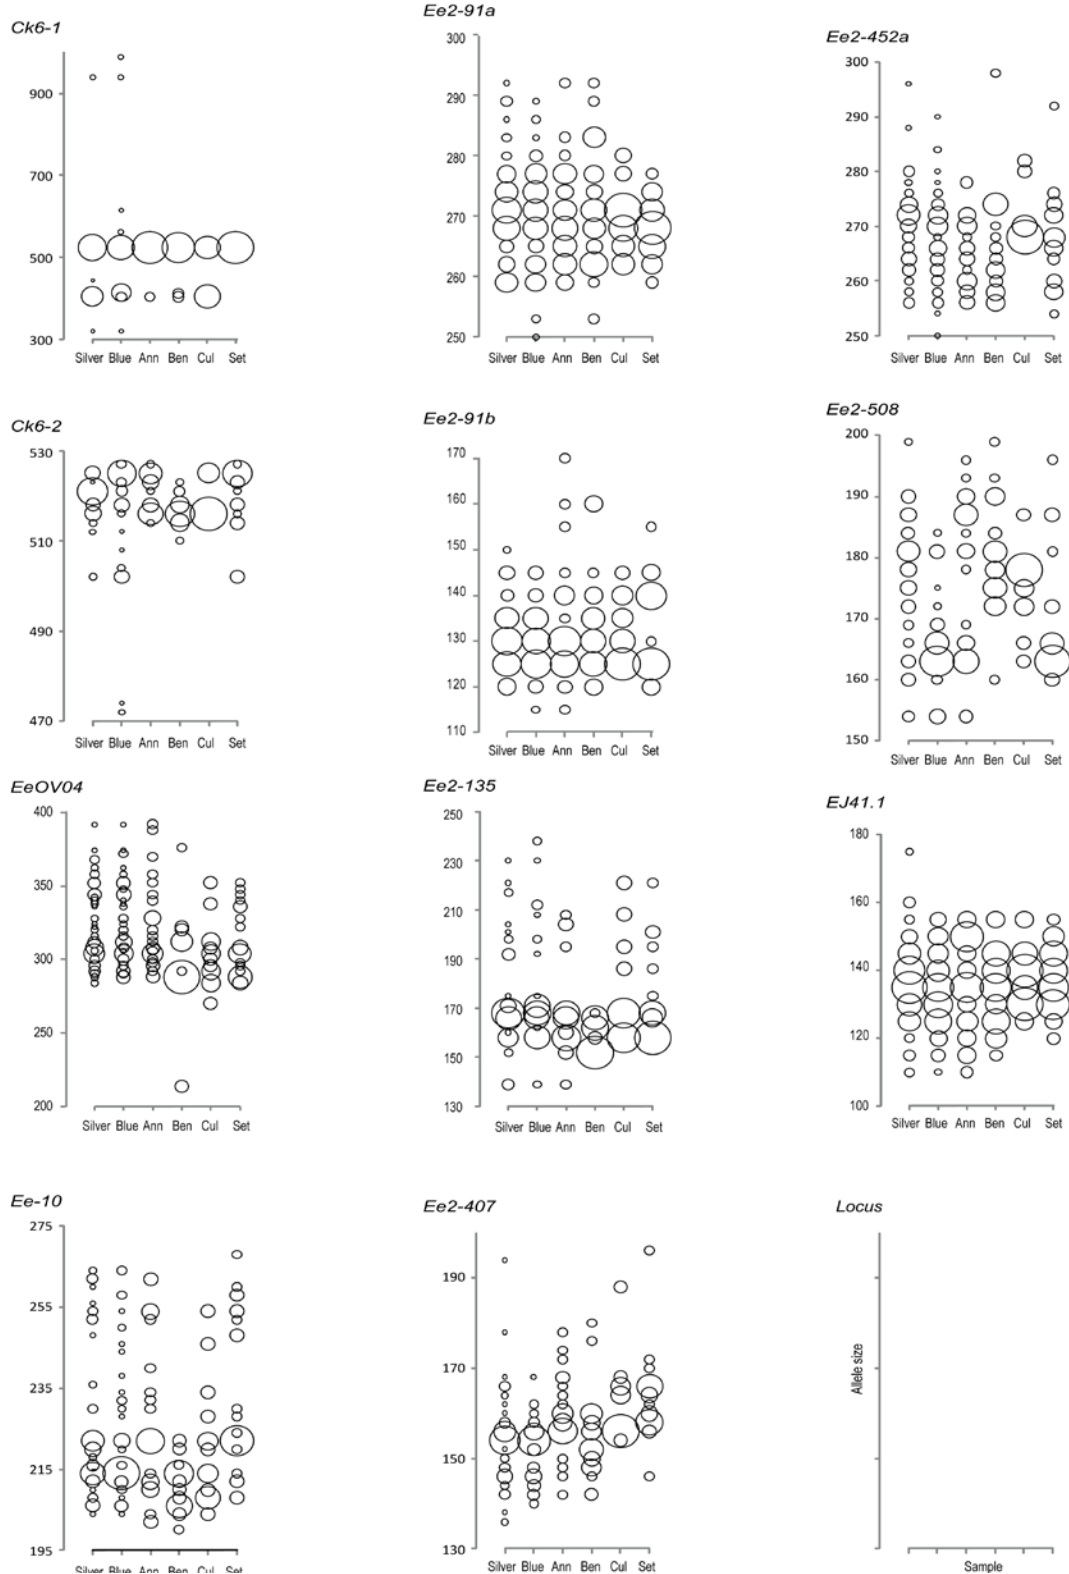 Ck6-1
900
700
500
300
Silver Blue Ann Ben Cul Set
Ee2-91a
300
290
280
270
260
250
Silver Blue Ann Ben Cul Set
Ee2-452a
300
290
280
270
260
250
Silver Blue Ann Ben Cul Set
Ck6-2
530
510
490
470
Silver Blue Ann Ben Cul Set
Ee2-91b
170
160
150
140
130
120
110
Silver Blue Ann Ben Cul Set
Ee2-508
200
190
180
170
160
150
Silver Blue Ann Ben Cul Set
EeOV04
400
350
300
250
200
Silver Blue Ann Ben Cul Set
Ee2-135
250
230
210
190
170
150
130
Silver Blue Ann Ben Cul Set
EJ41.1
180
160
140
120
100
Silver Blue Ann Ben Cul Set
Ee-10
275
255
235
215
195
Silver Blue Ann Ben Cul Set
Ee2-407
190
170
150
130
Silver Blue Ann Ben Cul Set
Locus
Allele size
Sample